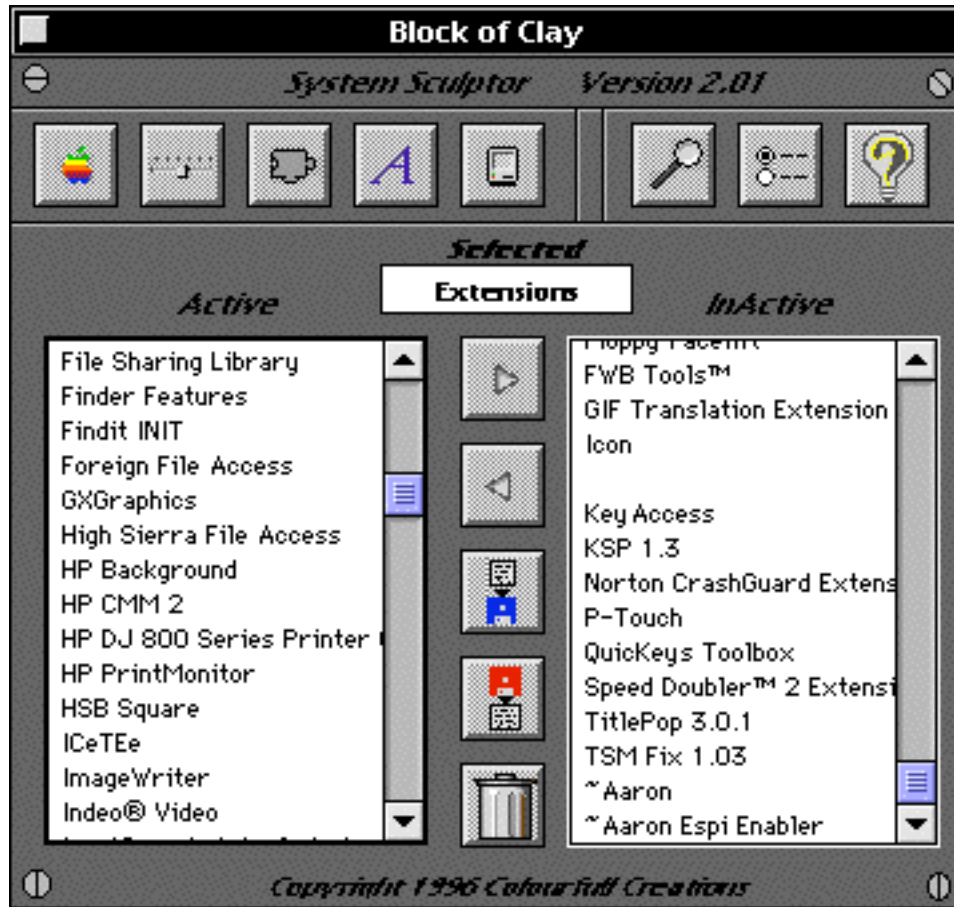 Block of Clay
System Sculptor Version 2.01
A
Selected
Extensions
Active
InActive
File Sharing Library
Finder Features
Findit INIT
Foreign File Access
GXGraphics
High Sierra File Access
HP Background
HP CMM 2
HP DJ 800 Series Printer
HP PrintMonitor
HSB Square
ICeTEe
ImageWriter
Indeo® Video
FWB Tools™
GIF Translation Extension
Icon
Key Access
KSP 1.3
Norton CrashGuard Extens
P-Touch
QuicKeys Toolbox
Speed Doubler™ 2 Extensi
TitlePop 3.0.1
TSM Fix 1.03
~Aaron
~Aaron Espi Enabler
Copyright 1996 Colourfull Creations